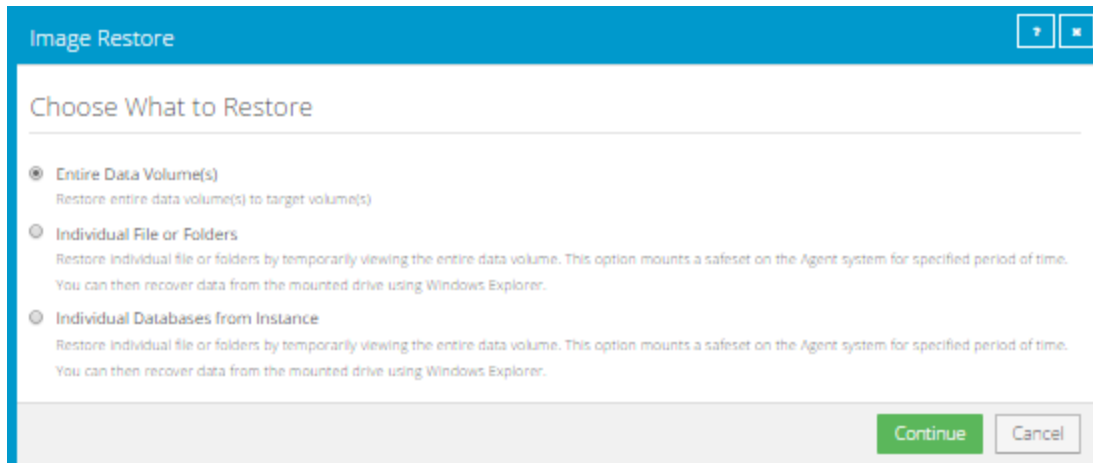 Image Restore
?
Choose What to Restore
Entire Data Volume(s)
Restore entire data volume(s) to target volume(s)
Individual File or Folders
Restore individual file or folders by temporarily viewing the entire data volume. This option mounts a safeset on the Agent system for specified period of time.
You can then recover data from the mounted drive using Windows Explorer.
Individual Databases from Instance
Restore individual file or folders by temporarily viewing the entire data volume. This option mounts a safeset on the Agent system for specified period of time.
You can then recover data from the mounted drive using Windows Explorer.
Continue
Cancel